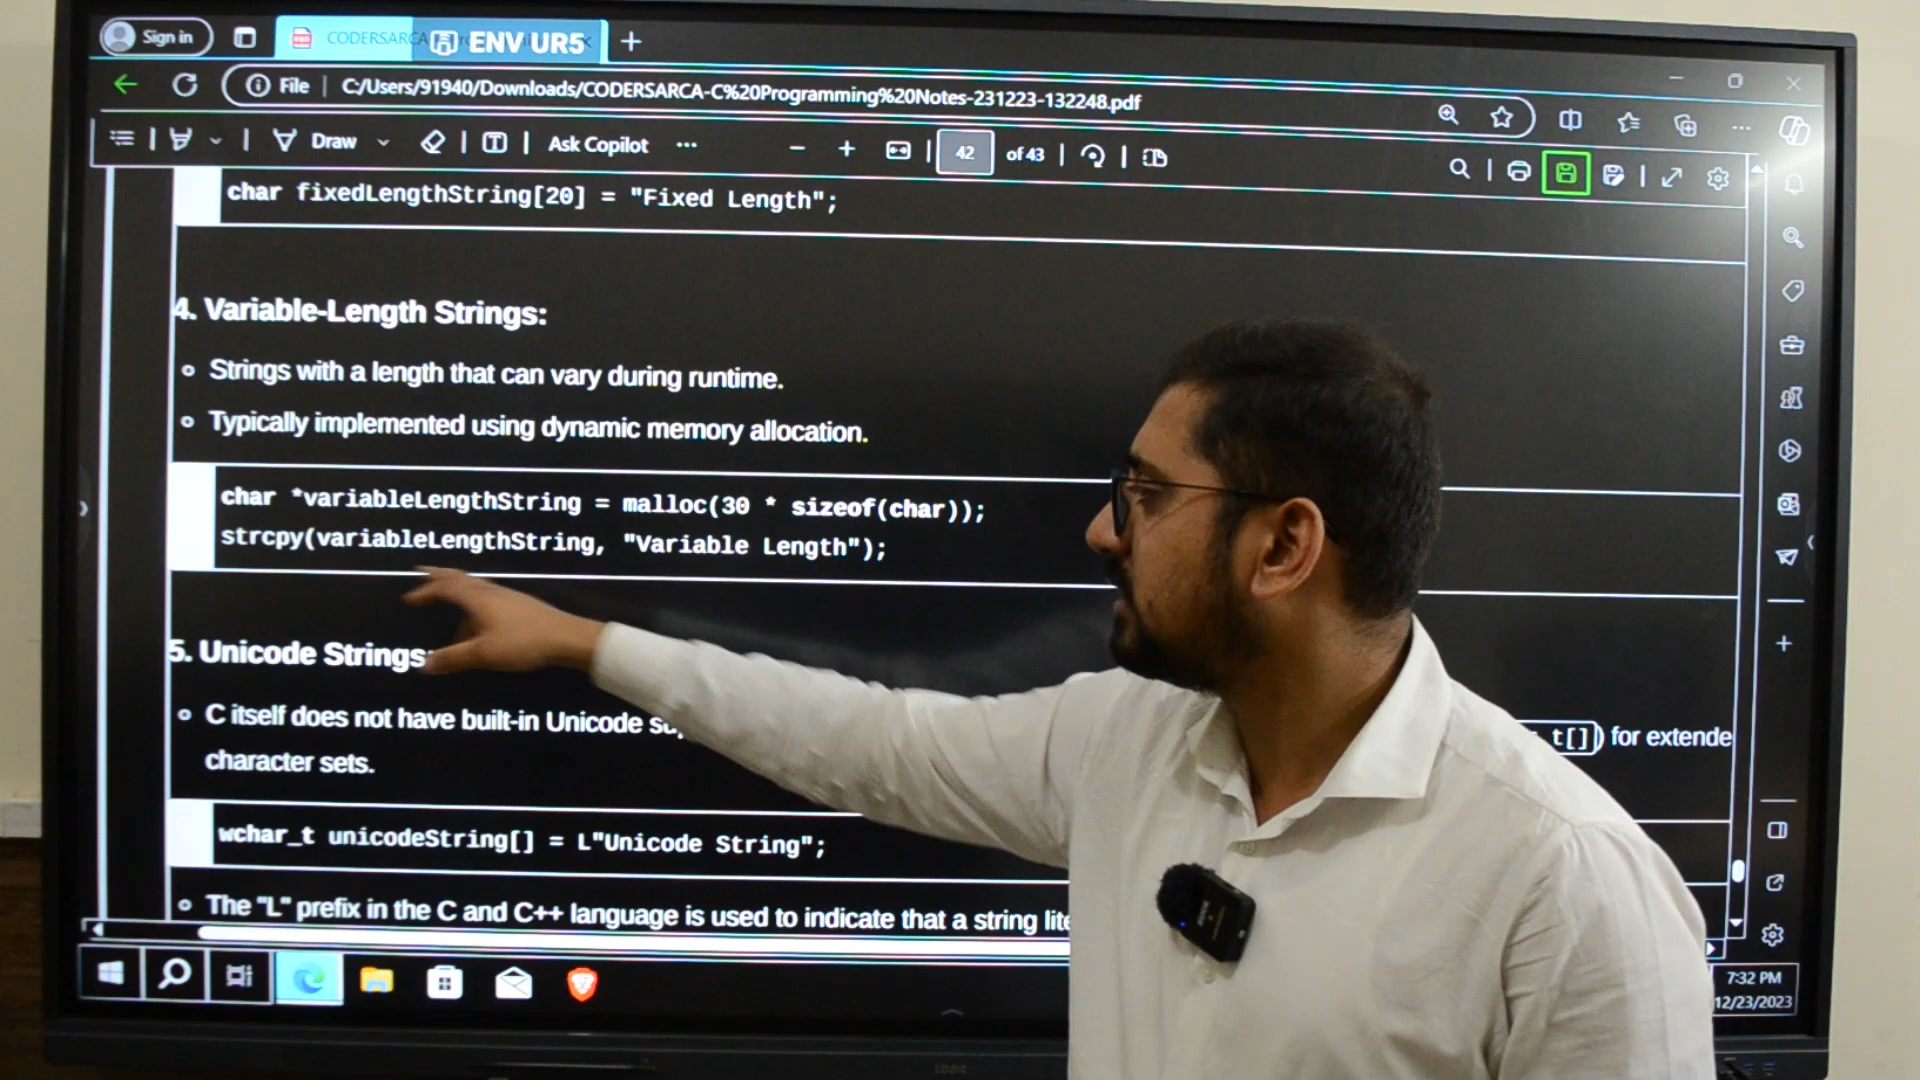 Sign in
CODERSARCA
ENV UR5
File
C:/Users/91940/Downloads/CODERSARCA-C%20Programming%20Notes-231223-132248.pdf
Draw
Ask Copilot
42
of 43
char fixedLengthString[20] = "Fixed Length";
4. Variable-Length Strings:
Strings with a length that can vary during runtime.
Typically implemented using dynamic memory allocation.
char *variableLengthString = malloc(30 * sizeof(char));
strcpy(variableLengthString, "Variable Length");
5. Unicode Strings:
C itself does not have built-in Unicode t[] for extende
character sets.
wchar_t unicodeString[] = L"Unicode String";
The "L" prefix in the C and C++ language is used to indicate that a string lite
7:32 PM
12/23/2023